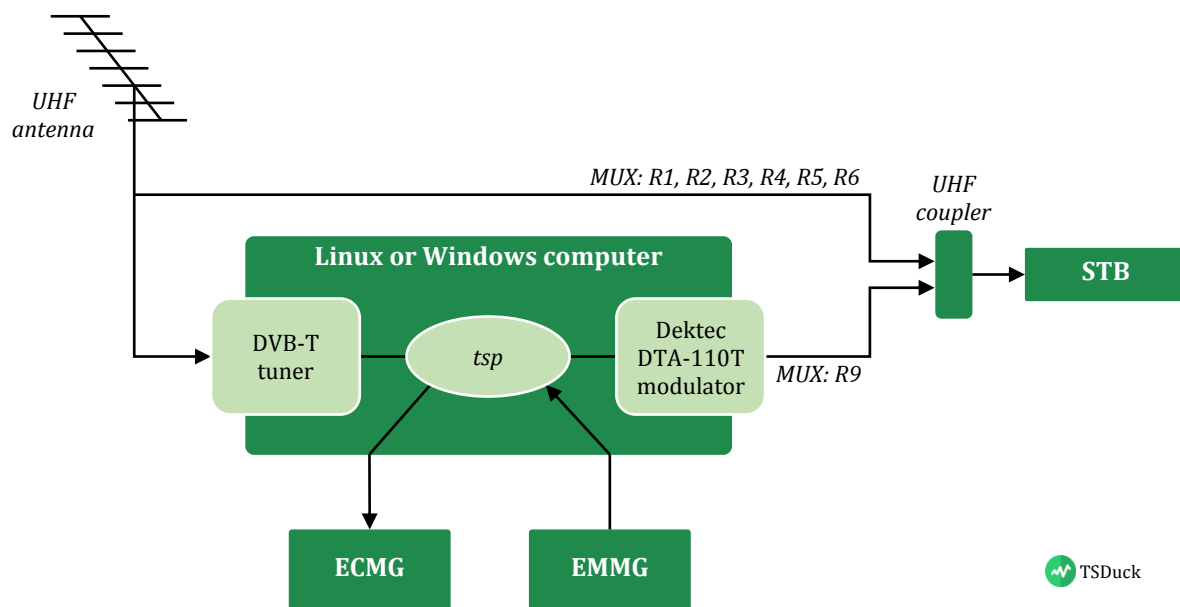 UHF
antenna
MUX: R1, R2, R3, R4, R5, R6
UHF
coupler
Linux or Windows computer
STB
DVB-T
tuner
tsp
Dektec
DTA-110T
modulator
MUX: R9
ECMG
EMMG
TSDuck